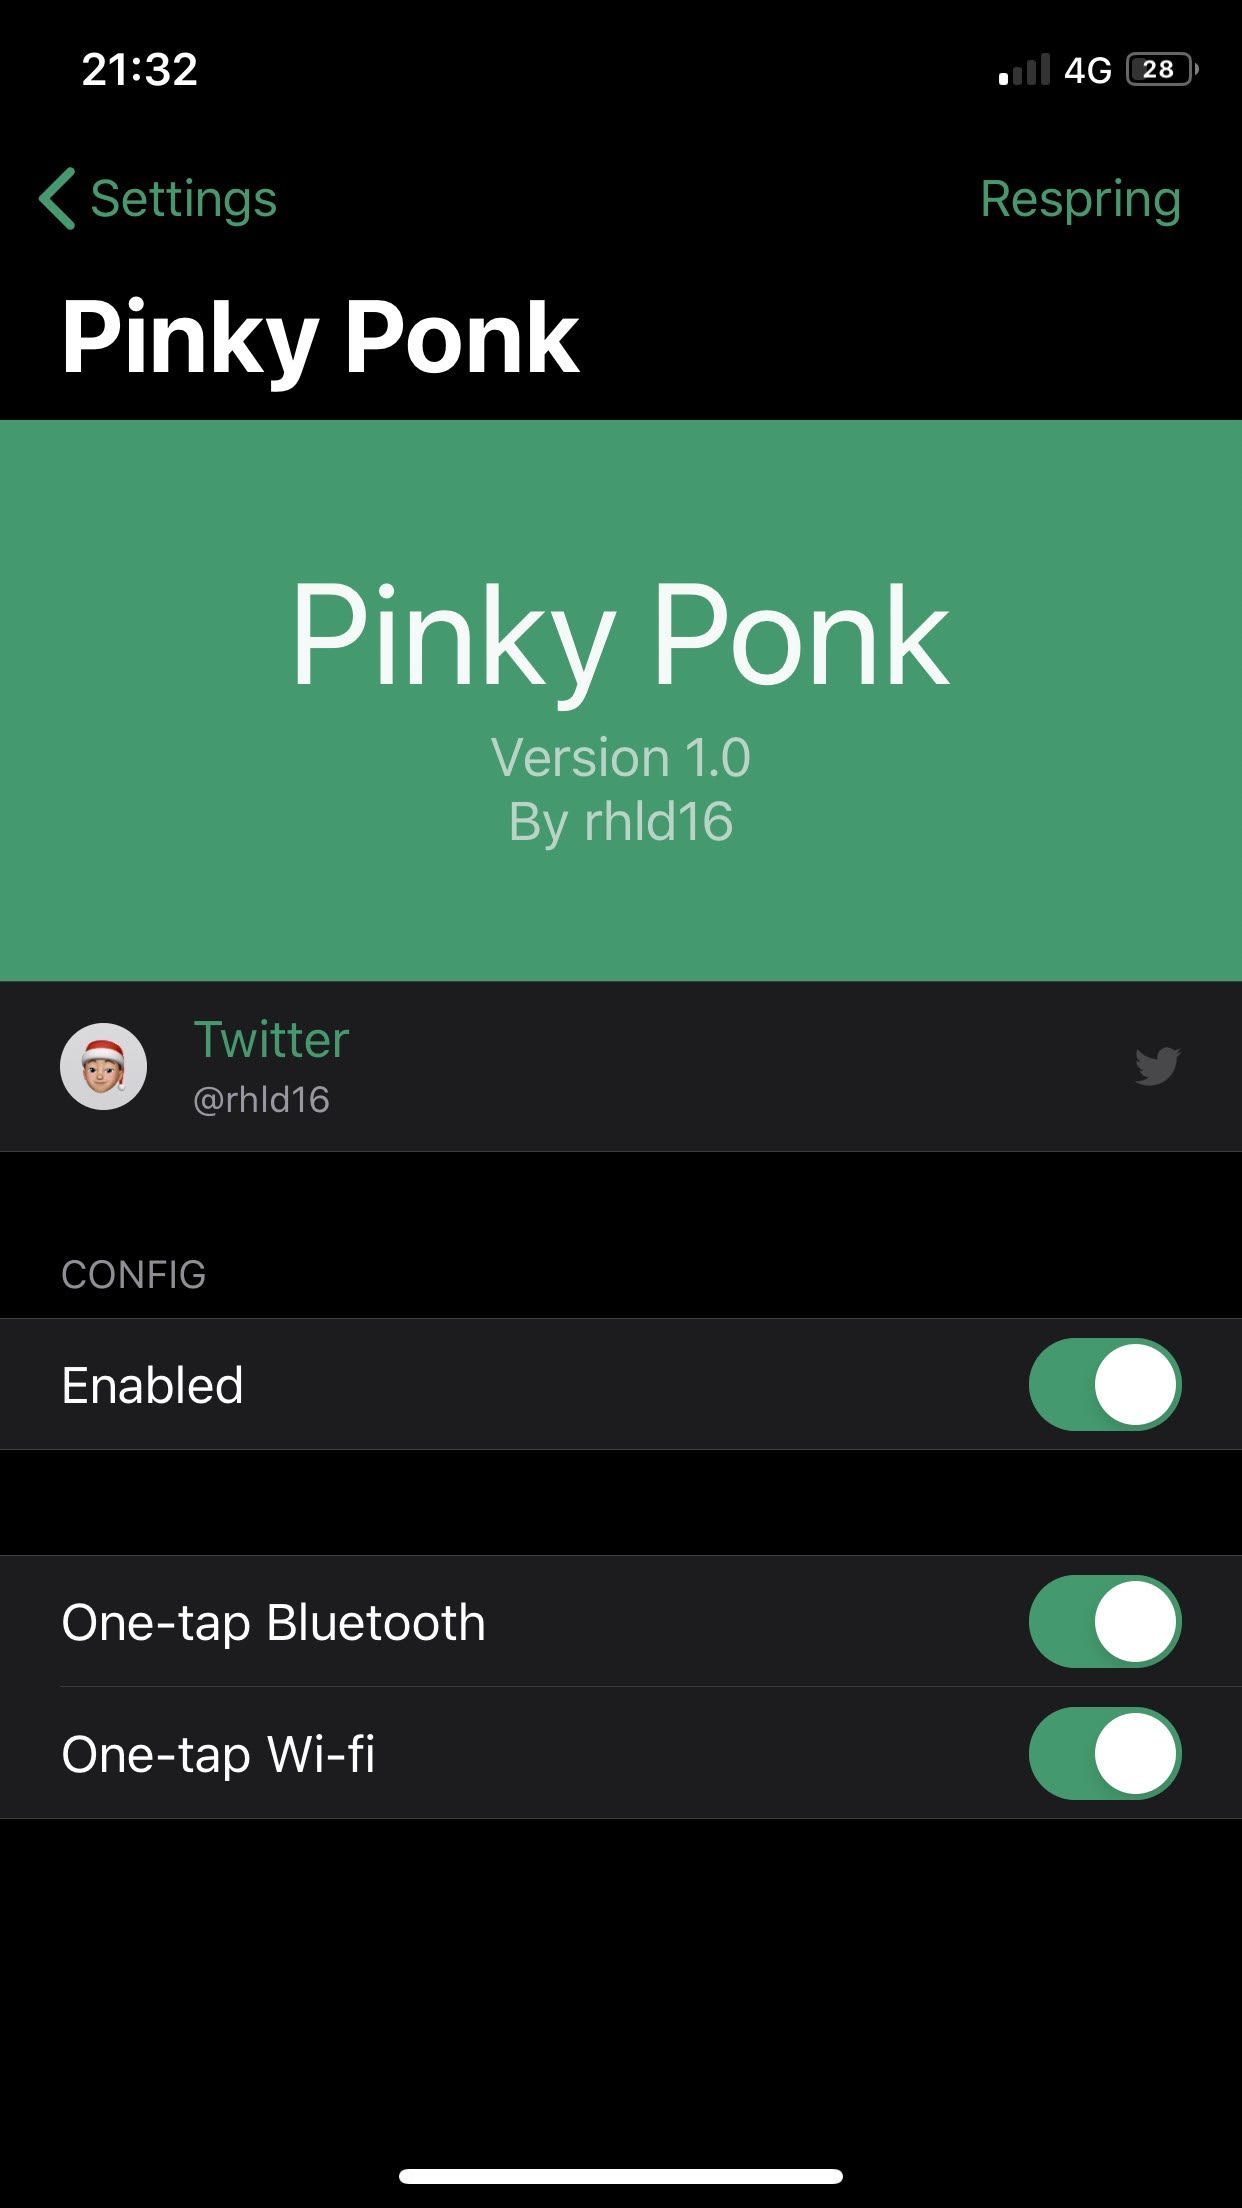 21:32
4G 28
Settings
Respring
Pinky Ponk
Pinky Ponk
Version 1.0
By rhld16
Twitter
@rhld16
CONFIG
Enabled
One-tap Bluetooth
One-tap Wi-fi